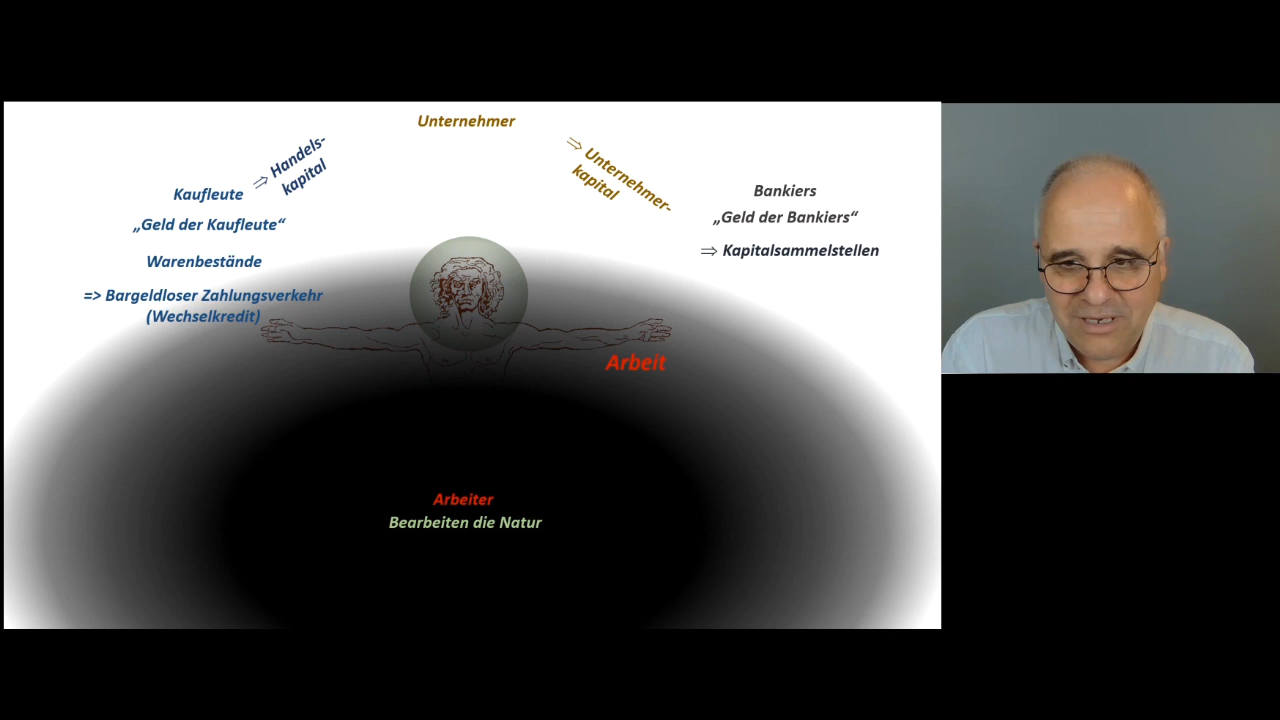 Unternehmer
⇒ Handels-
kapital
⇒ Unternehmer-
kapital
Kaufleute
„Geld der Kaufleute“
Warenbestände
=> Bargeldloser Zahlungsverkehr
(Wechselkredit)
Bankiers
„Geld der Bankiers“
⇒ Kapitalsammelstellen
Arbeit
Arbeiter
Bearbeiten die Natur